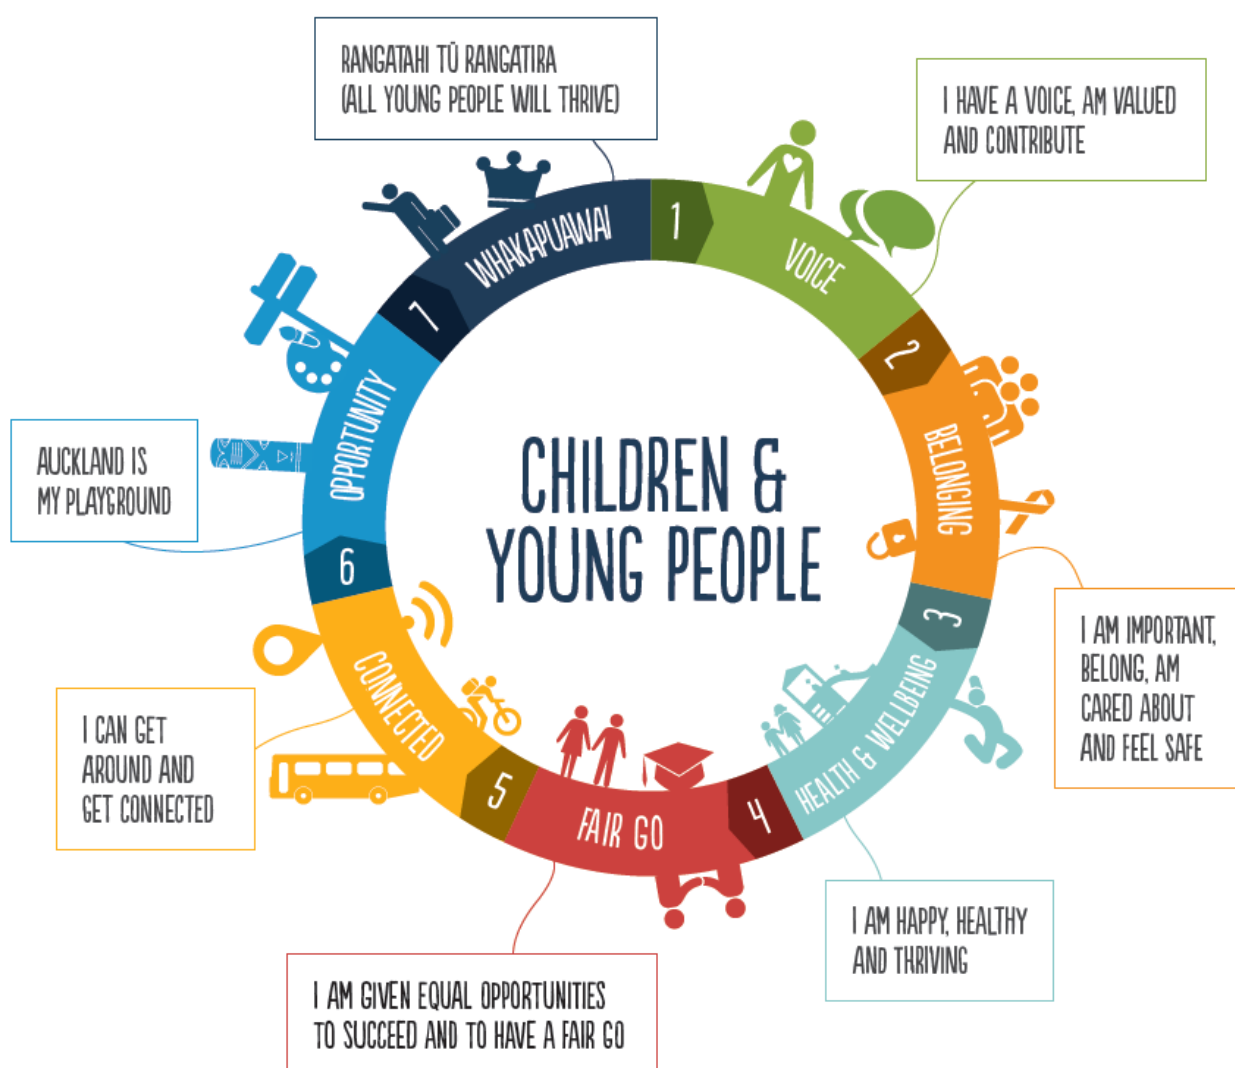 CHILDREN &
YOUNG PEOPLE
1
VOICE
I HAVE A VOICE, AM VALUED
AND CONTRIBUTE
2
BELONGING
I AM IMPORTANT,
BELONG, AM
CARED ABOUT
AND FEEL SAFE
3
HEALTH & WELLBEING
I AM HAPPY, HEALTHY
AND THRIVING
4
FAIR GO
I AM GIVEN EQUAL OPPORTUNITIES
TO SUCCEED AND TO HAVE A FAIR GO
5
CONNECTED
I CAN GET
AROUND AND
GET CONNECTED
6
OPPORTUNITY
AUCKLAND IS
MY PLAYGROUND
7
WHAKAPUAWAI
RANGATAHI TŪ RANGATIRA
(ALL YOUNG PEOPLE WILL THRIVE)